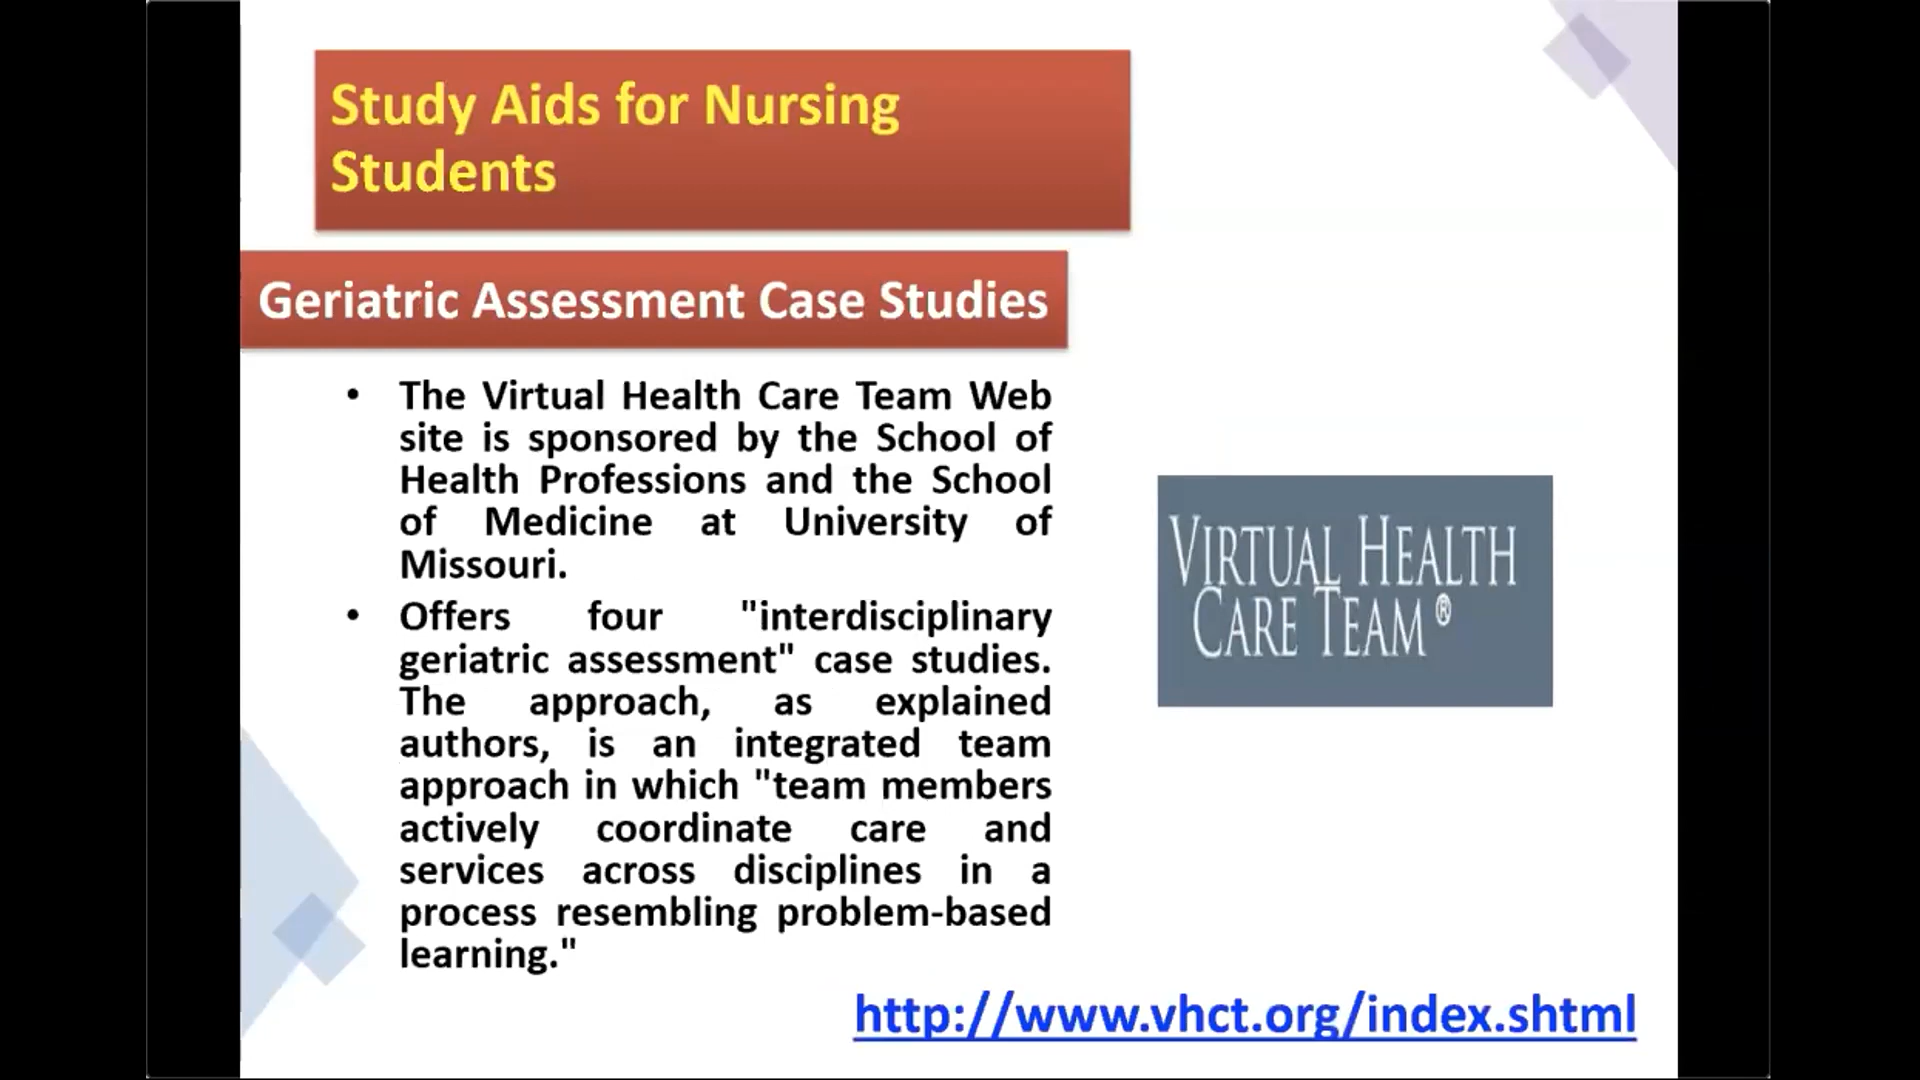 Study Aids for Nursing
Students
Geriatric Assessment Case Studies
• The Virtual Health Care Team Web
site is sponsored by the School of
Health Professions and the School
of Medicine at University of
Missouri.
• Offers four "interdisciplinary
geriatric assessment" case studies.
The approach, as explained
authors, is an integrated team
approach in which "team members
actively coordinate care and
services across disciplines in a
process resembling problem-based
learning."
VIRTUAL HEALTH
CARE TEAM ®
http://www.vhct.org/index.shtml